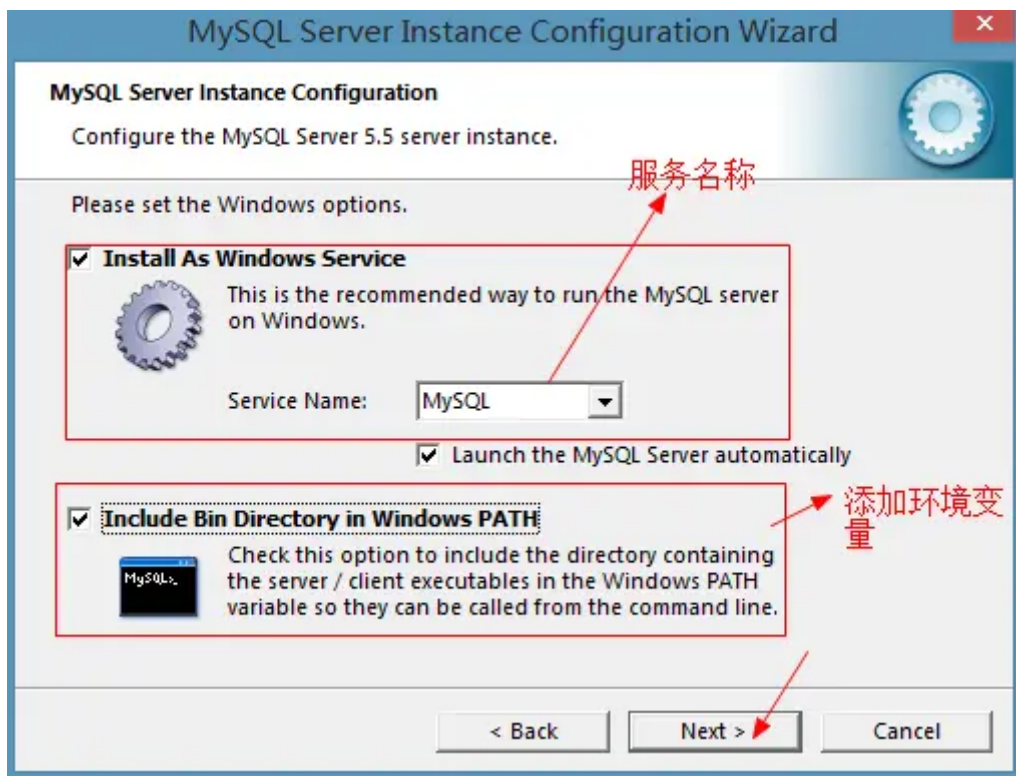 MySQL Server Instance Configuration Wizard
MySQL Server Instance Configuration
Configure the MySQL Server 5.5 server instance.
服务名称
Please set the Windows options.
Install As Windows Service
This is the recommended way to run the MySQL server
on Windows.
Service Name: MySQL
Launch the MySQL Server automatically
添加环境变
量
Include Bin Directory in Windows PATH
Check this option to include the directory containing
the server / client executables in the Windows PATH
variable so they can be called from the command line.
MySQL>_
< Back Next > Cancel